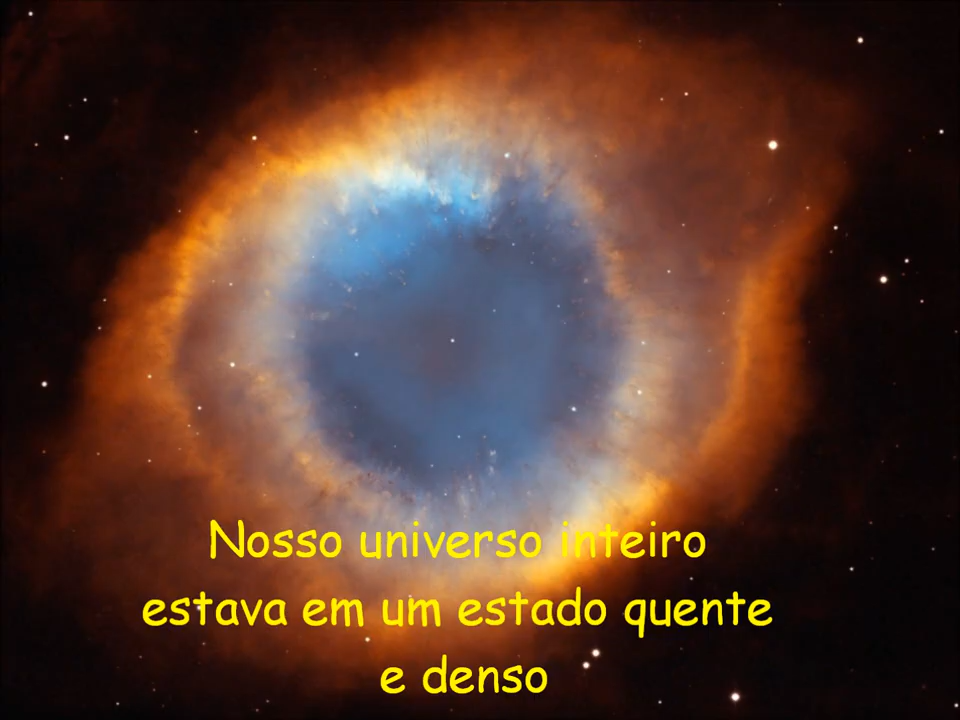 Nosso universo inteiro
estava em um estado quente
e denso